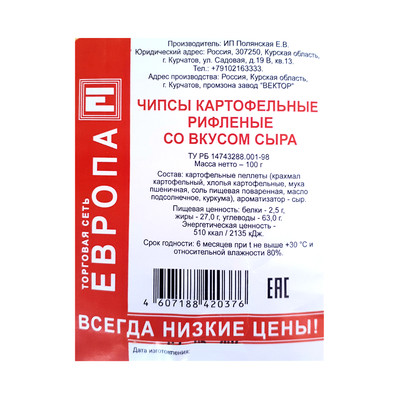 Производитель: ИП Полянская Е.В.
Юридический адрес: Россия, 307250, Курская обл.,
г. Курчатов, ул. Садовая, д.19 В, кв.13.
Тел.: +79102163333.
Адрес производства: Россия, Курская обл.,
г. Курчатов, промзона завод "ВЕКТОР"
ЧИПСЫ КАРТОФЕЛЬНЫЕ
РИФЛЕНЫЕ
СО ВКУСОМ СЫРА
ТУ РБ 14743288.001-98
Масса нетто – 100 г
Состав: картофельные пеллеты (крахмал
картофельный, хлопья картофельные, мука
пшеничная, соль пищевая поваренная, масло
подсолнечное, куркума), ароматизатор - сыр.
Пищевая ценность: белки - 2,5 г,
жиры - 27,0 г, углеводы - 63,0 г.
Энергетическая ценность -
510 ккал / 2135 кДж.
Срок годности: 6 месяцев при t не выше +30 °С и
относительной влажности 80%.
4 607188 420376
ЕАС
ТОРГОВАЯ СЕТЬ
ЕВРОПА
ВСЕГДА НИЗКИЕ ЦЕНЫ!
Дата изготовления: